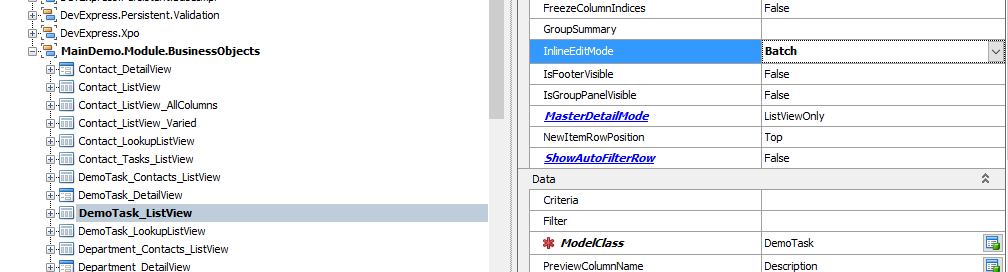 DevExpress.Persistent.Validation
DevExpress.Xpo
MainDemo.Module.BusinessObjects
Contact_DetailView
Contact_ListView
Contact_ListView_AllColumns
Contact_ListView_Varied
Contact_LookupListView
Contact_Tasks_ListView
DemoTask_Contacts_ListView
DemoTask_DetailView
DemoTask_ListView
DemoTask_LookupListView
Department_Contacts_ListView
Department_DetailView
FreezeColumnIndices False
GroupSummary
InlineEditMode Batch
IsFooterVisible False
IsGroupPanelVisible False
MasterDetailMode ListViewOnly
NewItemRowPosition Top
ShowAutoFilterRow False
Data
Criteria
Filter
ModelClass DemoTask
PreviewColumnName Description